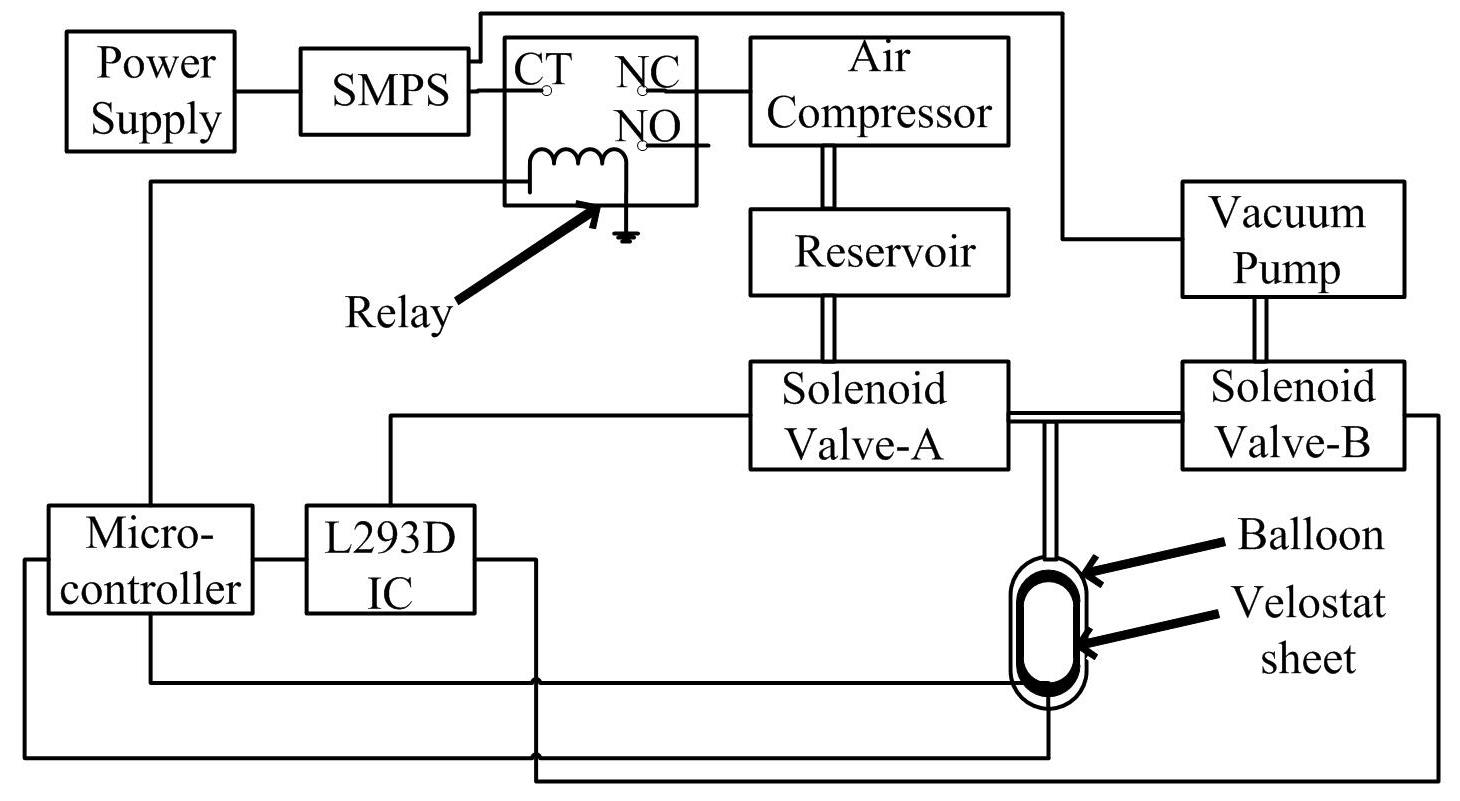 Power
Supply
SMPS
CT
NC
NO
Air
Compressor
Relay
Reservoir
Vacuum
Pump
Solenoid
Valve-A
Solenoid
Valve-B
Micro-
controller
L293D
IC
Balloon
Velostat
sheet